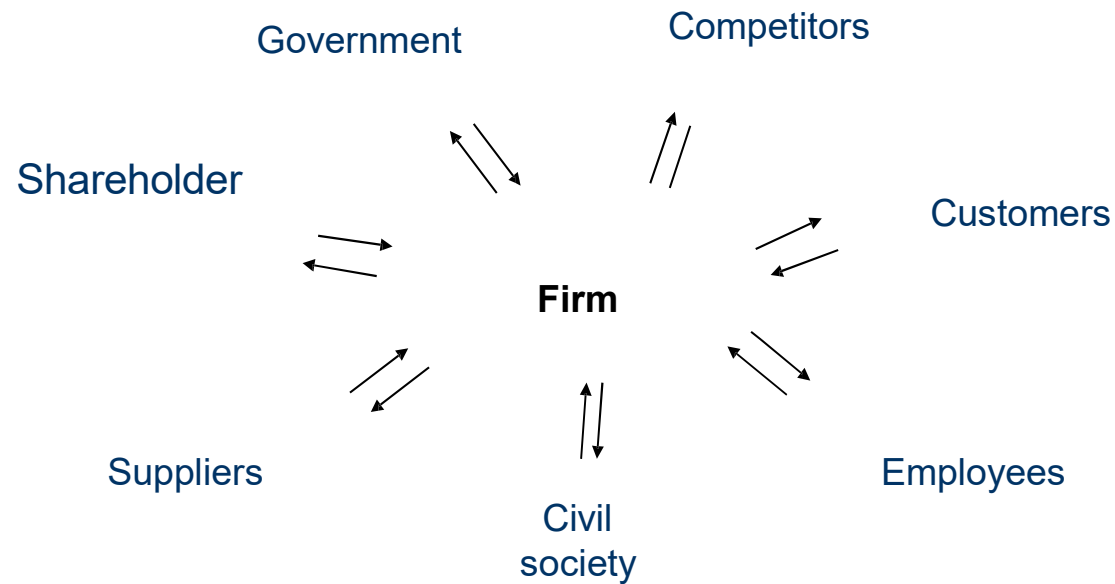 Government
Competitors
Shareholder
Customers
Firm
Suppliers
Employees
Civil
society